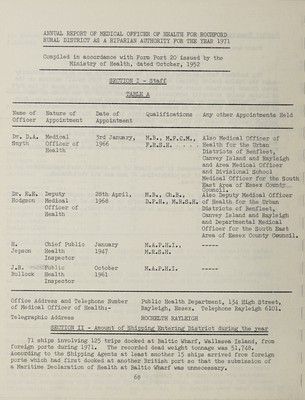 ANNUAL REPORT OF MEDICAL OFFICER OF HEALTH FOR ROCHFORD
RURAL DISTRICT AS A RIPARIAN AUTHORITY FOR THE YEAR 1971
Compiled in accordance with Form Port 20 issued by the
Ministry of Health, dated October, 1952
SECTION I - Staff
TABLE A
Name of Officer Nature of Appointment Date of Appointment Qualifications Any other Appointments Held
Dr. D.A. Smyth Medical Officer of Health 3rd January, 1966 M.B., M.F.C.M., F.R.S.H. . . . Also Medical Officer of
Health for the Urban
Districts of Benfleet,
Canvey Island and Rayleigh
and Area Medical Officer
and Divisional School
Medical Officer for the South
East Area of Essex County
Council.
Dr. H.H. Hodgson Deputy Medical Officer of Health 29th April, 1968 M.B., Ch.B., D.P.H., M.R.S.H. Also Deputy Medical Officer
of Health for the Urban
Districts of Benfleet,
Canvey Island and Rayleigh
and Departmental Medical
Officer for the South East
Area of Essex County Council.
H. Jepson Chief Public Health Inspector January 1947 M.A.P.H.I., M.R.S.H. -----
J.R. Bullock Public Health Inspector October 1961 M.A.P.H.I. -----
Office Address and Telephone Number of Medical Officer of Health:- Public Health Department, 13A High Street,
Rayleigh, Essex. Telephone Rayleigh 6101.
Telegraphic Address ROCHELTH RAYLEIGH
SECTION II - Amount of Shipping Entering District during the year
71 ships involving 125 trips docked at Baltic Wharf, Wallasea Island, from
foreign ports during 1971. The recorded dead weight tonnage was 51,748.
According to the Shipping Agents at least another 15 ships arrived from foreign
ports which had first docked at another British port so that the submission of
a Maritime Declaration of Health at Baltic Wharf was unnecessary.
68